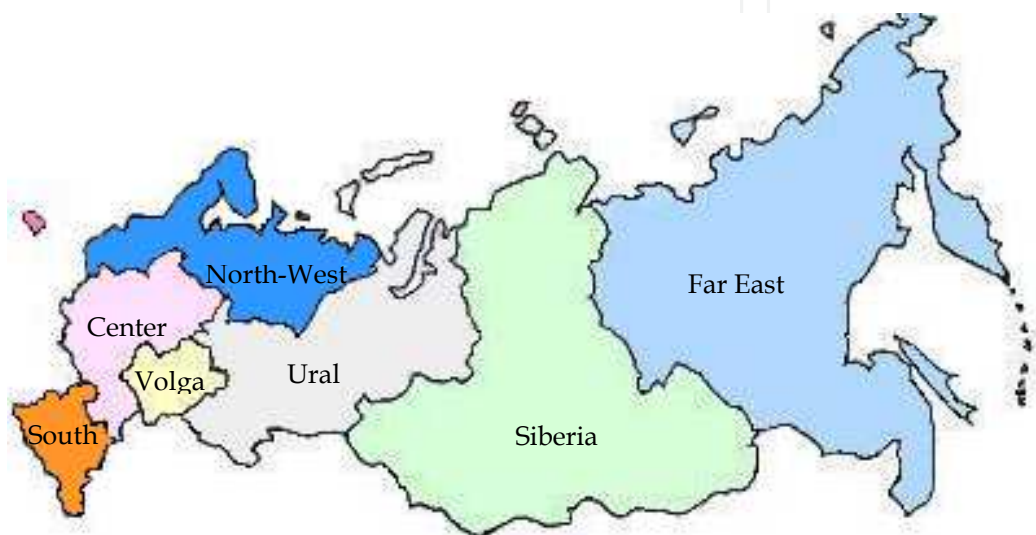 North-West
Far East
Center
Ural
Volga
South
Siberia